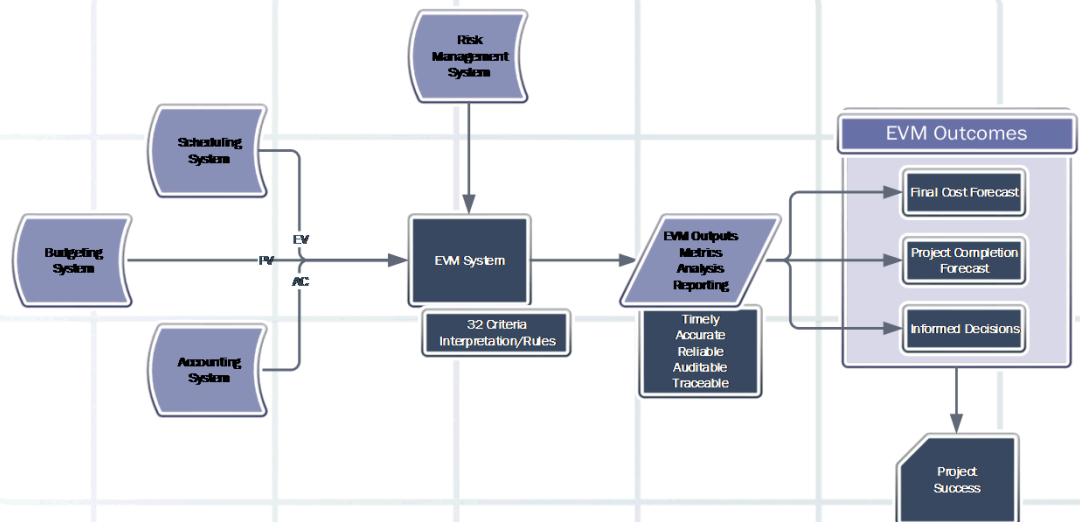 Risk
Management
System
Scheduling
System
EVM Outcomes
Final Cost Forecast
EV
Budgeting
System
PV
EVM System
EVM Outputs
Metrics
Analysis
Reporting
Project Completion
Forecast
AC
32 Criteria
Interpretation/Rules
Timely
Accurate
Reliable
Auditable
Traceable
Informed Decisions
Accounting
System
Project
Success